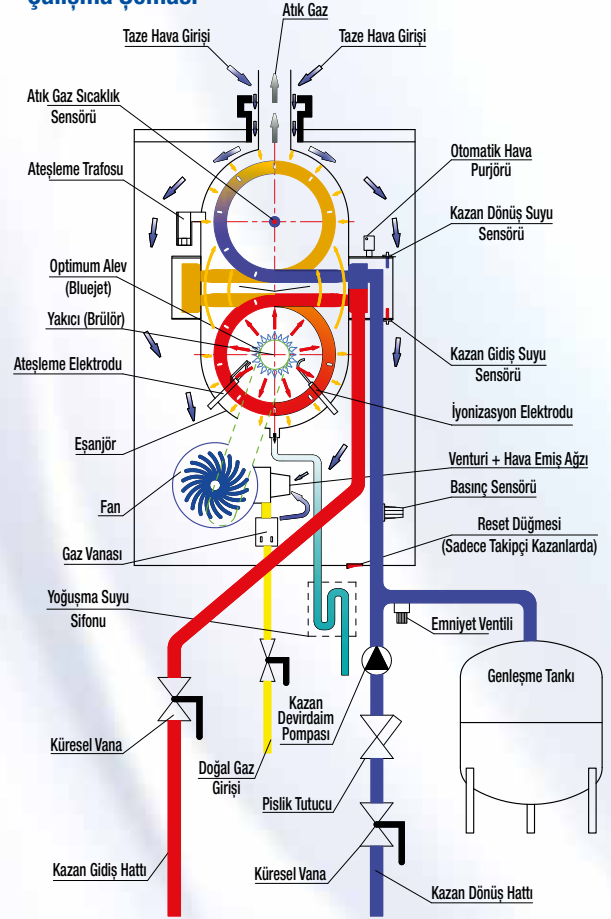 Çalışma Şeması
Atık Gaz
Taze Hava Girişi
Taze Hava Girişi
Atık Gaz Sıcaklık
Sensörü
Otomatik Hava
Purjörü
Ateşleme Trafosu
Kazan Dönüş Suyu
Sensörü
Optimum Alev
(Bluejet)
Yakıcı (Brülör)
Ateşleme Elektrodu
Kazan Gidiş Suyu
Sensörü
İyonizasyon Elektrodu
Eşanjör
Venturi + Hava Emiş Ağzı
Basınç Sensörü
Fan
Reset Düğmesi
(Sadece Takipçi Kazanlarda)
Gaz Vanası
Yoğuşma Suyu
Sifonu
Emniyet Ventili
Genleşme Tankı
Kazan
Devirdaim
Pompası
Küresel Vana
Doğal Gaz
Girişi
Pislik Tutucu
Kazan Gidiş Hattı
Küresel Vana
Kazan Dönüş Hattı